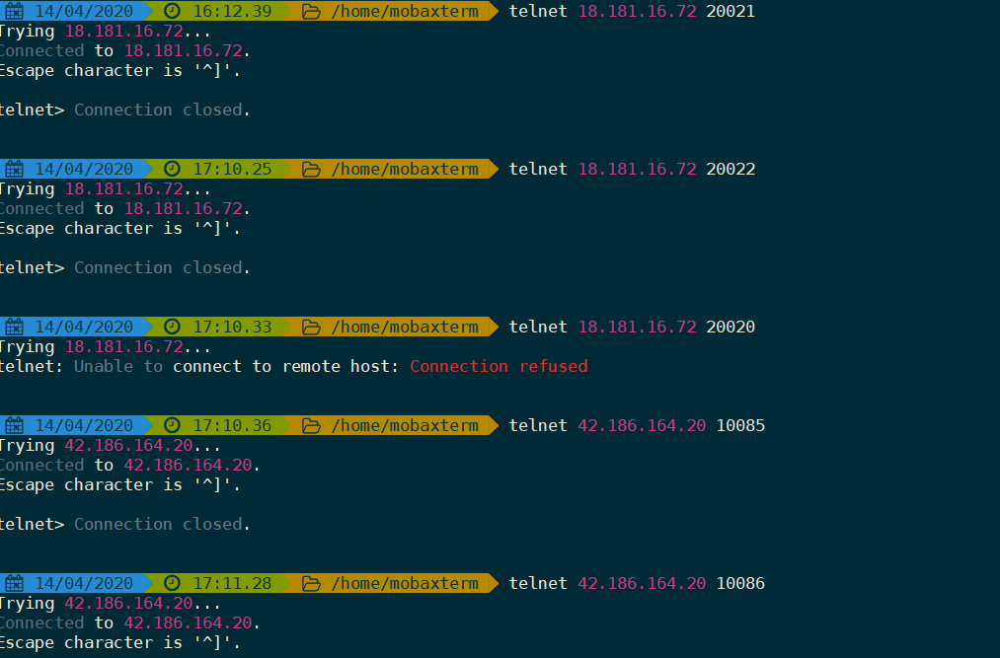 14/04/2020 16:12.39 /home/mobaxterm telnet 18.181.16.72 20021
Trying 18.181.16.72...
Connected to 18.181.16.72.
Escape character is '^]'.
telnet> Connection closed.
14/04/2020 17:10.25 /home/mobaxterm telnet 18.181.16.72 20022
Trying 18.181.16.72...
Connected to 18.181.16.72.
Escape character is '^]'.
telnet> Connection closed.
14/04/2020 17:10.33 /home/mobaxterm telnet 18.181.16.72 20020
Trying 18.181.16.72...
telnet: Unable to connect to remote host: Connection refused
14/04/2020 17:10.36 /home/mobaxterm telnet 42.186.164.20 10085
Trying 42.186.164.20...
Connected to 42.186.164.20.
Escape character is '^]'.
telnet> Connection closed.
14/04/2020 17:11.28 /home/mobaxterm telnet 42.186.164.20 10086
Trying 42.186.164.20...
Connected to 42.186.164.20.
Escape character is '^]'.